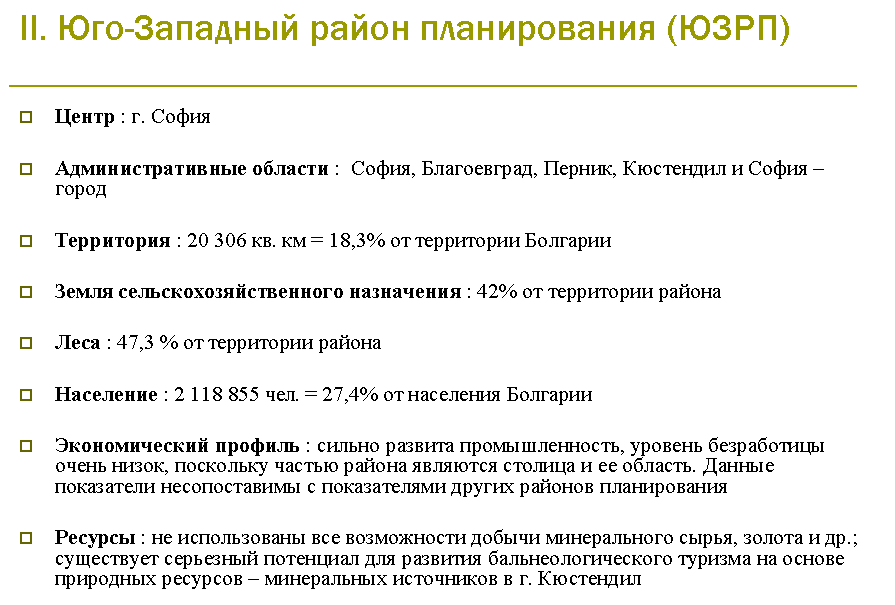 II. Юго-Западный район планирования (ЮЗРП)
Центр : г. София
Административные области :  София, Благоевград, Перник, Кюстендил и София –
город
Территория : 20 306 кв. км = 18,3% от территории Болгарии
Земля сельскохозяйственного назначения : 42% от территории района
Леса : 47,3 % от территории района
Население : 2 118 855 чел. = 27,4% от населения Болгарии
Экономический профиль : сильно развита промышленность, уровень безработицы
очень низок, поскольку частью района являются столица и ее область. Данные
показатели несопоставимы с показателями других районов планирования
Ресурсы : не использованы все возможности добычи минерального сырья, золота и др.;
существует серьезный потенциал для развития бальнеологического туризма на основе
природных ресурсов – минеральных источников в г. Кюстендил